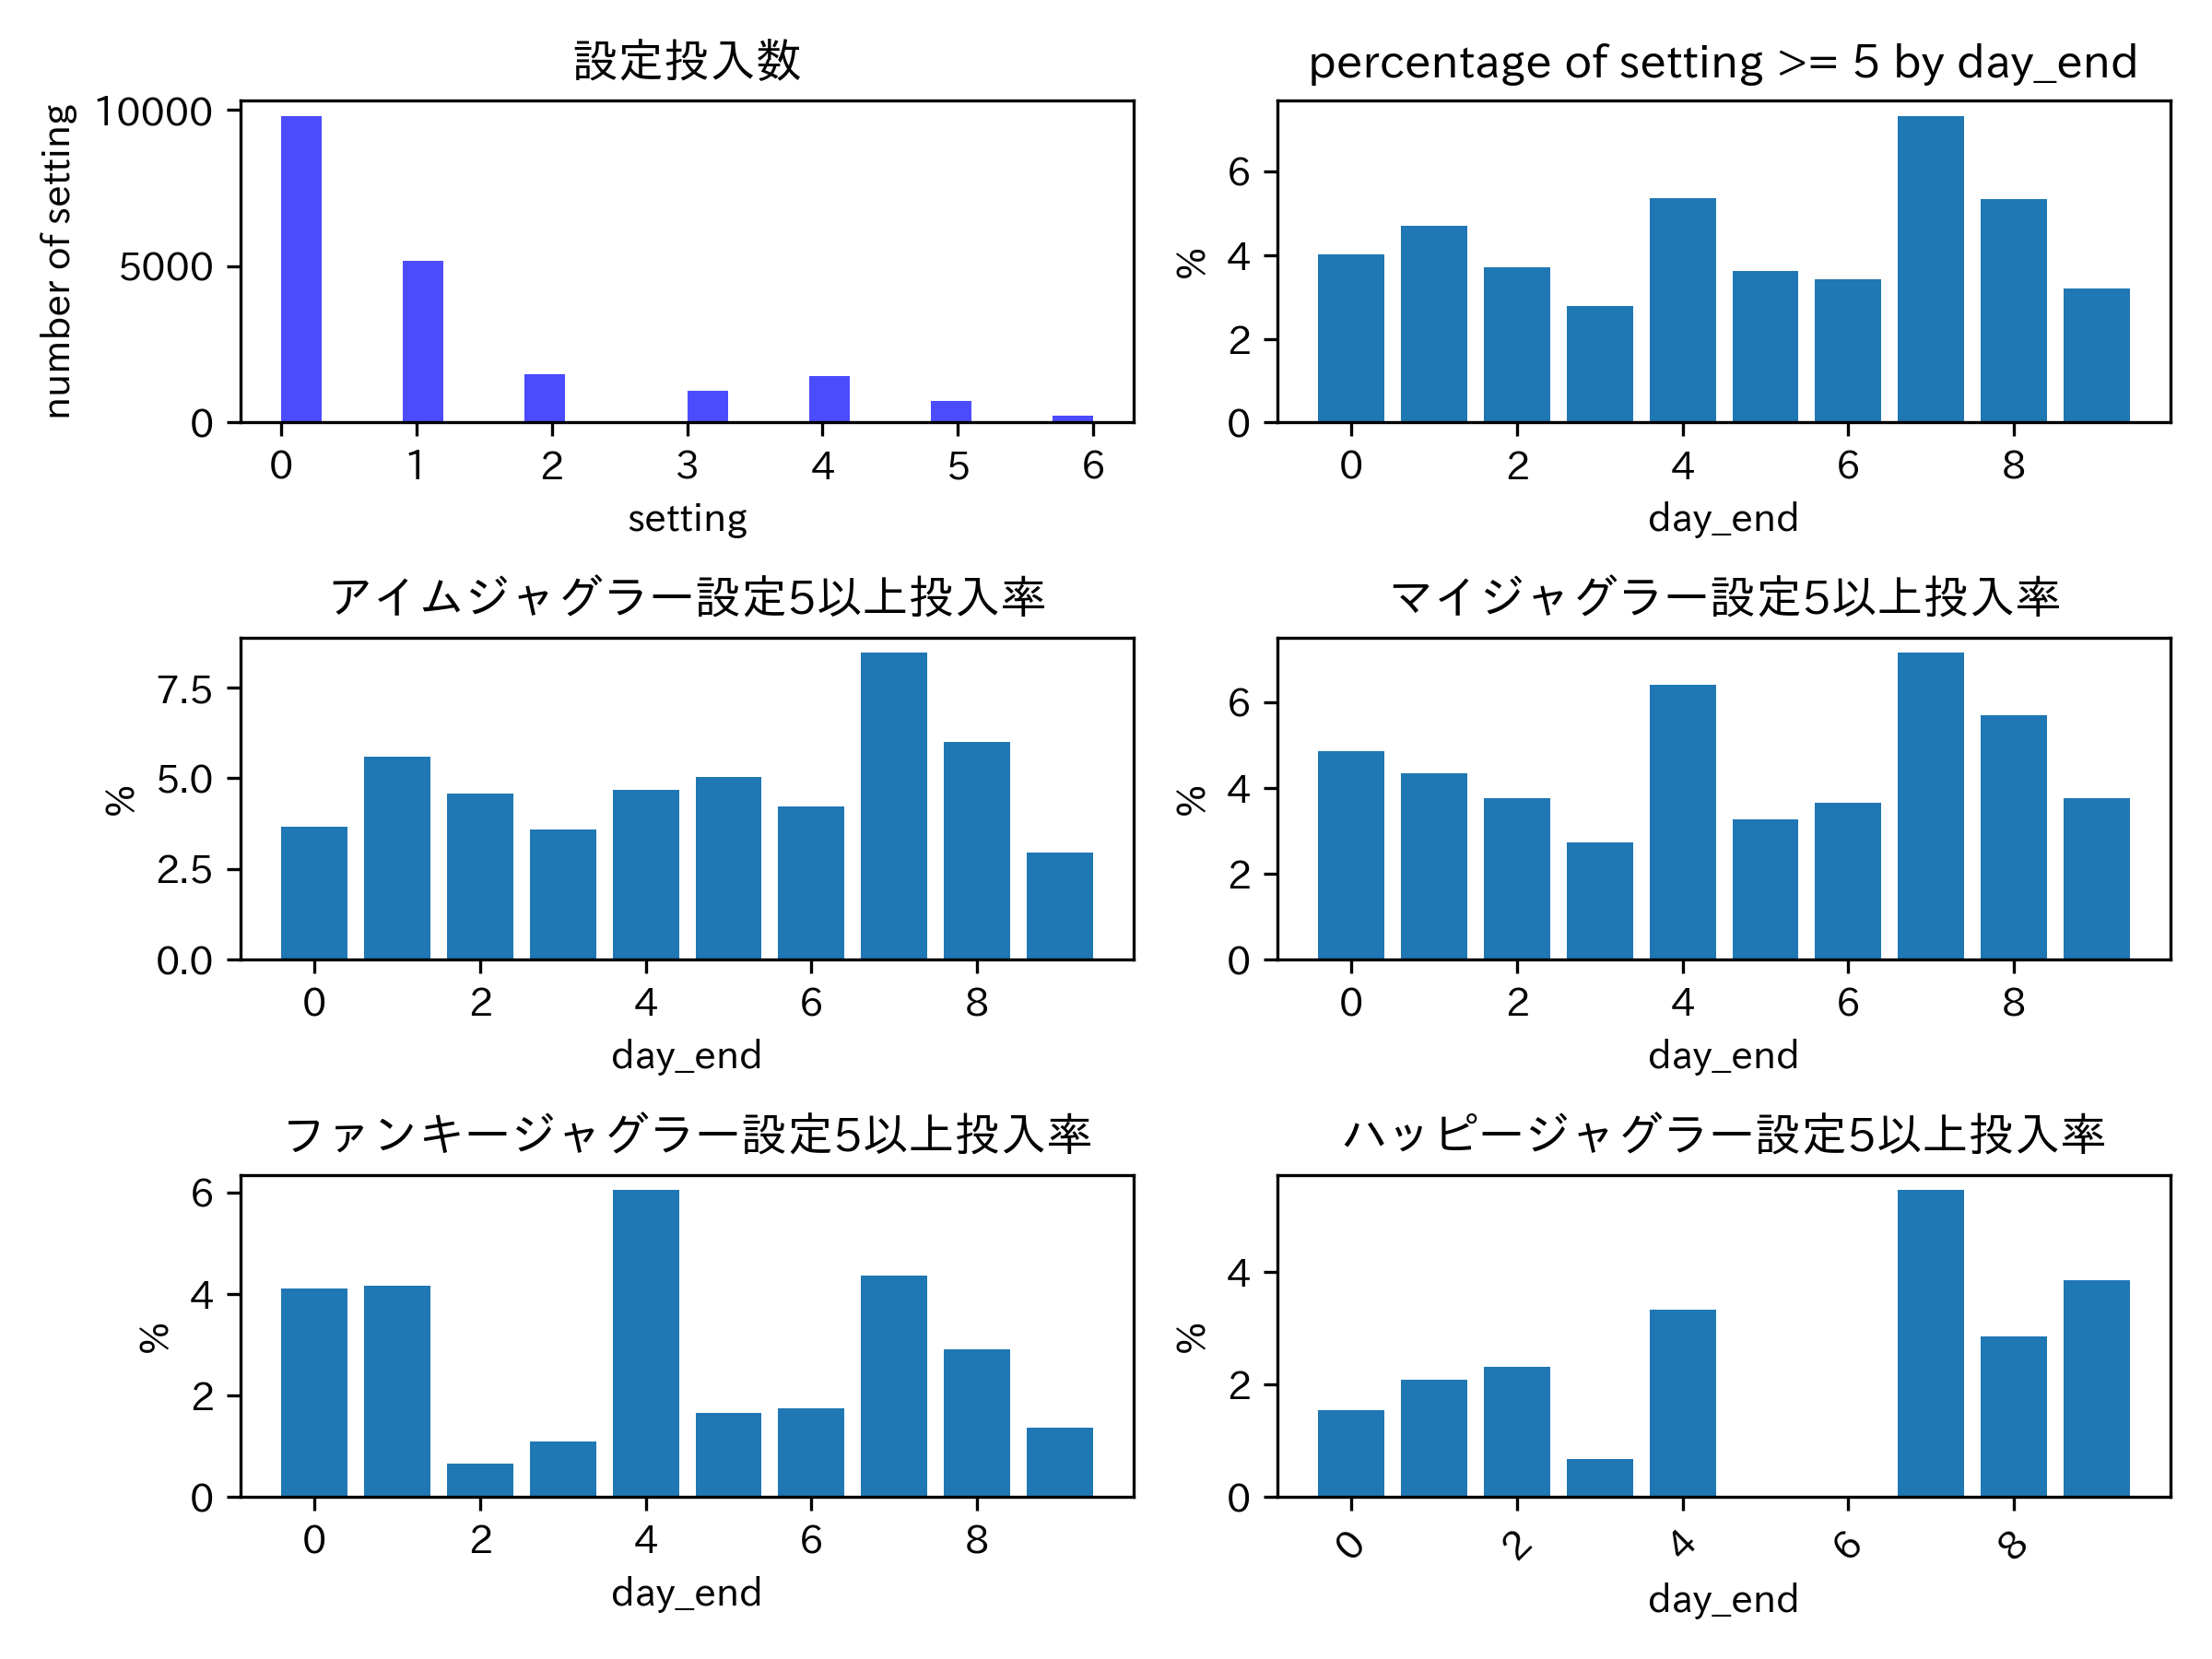 設定投入数
number of setting
10000
5000
0
0 1 2 3 4 5 6
setting
percentage of setting >= 5 by day_end
%
6
4
2
0
0 2 4 6 8
day_end
アイムジャグラー設定5以上投入率
%
7.5
5.0
2.5
0.0
0 2 4 6 8
day_end
マイジャグラー設定5以上投入率
%
6
4
2
0
0 2 4 6 8
day_end
ファンキージャグラー設定5以上投入率
%
6
4
2
0
0 2 4 6 8
day_end
ハッピージャグラー設定5以上投入率
%
4
2
0
0 2 4 6 8
day_end